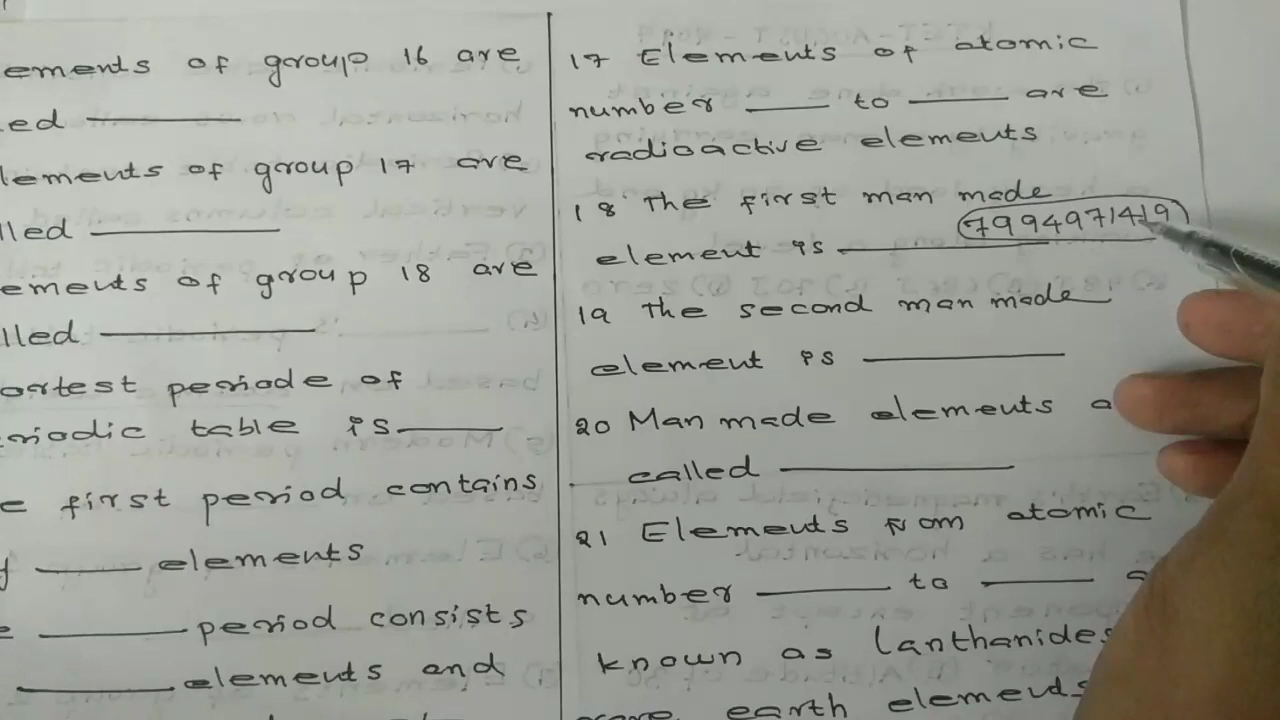 ements of group 16 are
ed
lements of group 17 are
lled
ements of group 18 are
lled
ortest periode of
riodic table is
first period contains
elements
period consists
elements and
17 Elements of atomic
number to are
radioactive elements
18 The first man made
7994971419
element is
19 The second man made
element is
20 Man made elements a
called
21 Elements from atomic
number to
known as lanthanides
earth elements